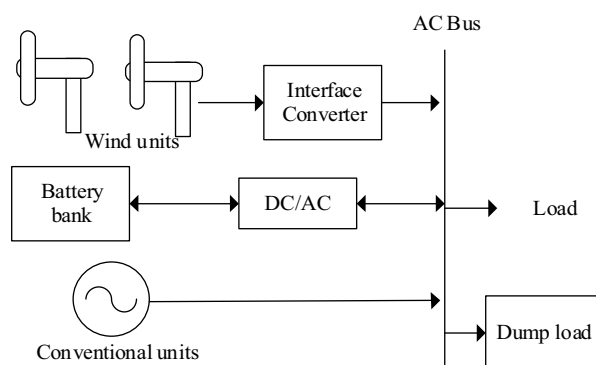 AC Bus
Interface
Converter
Wind units
Battery
bank
DC/AC
Load
Conventional units
Dump load